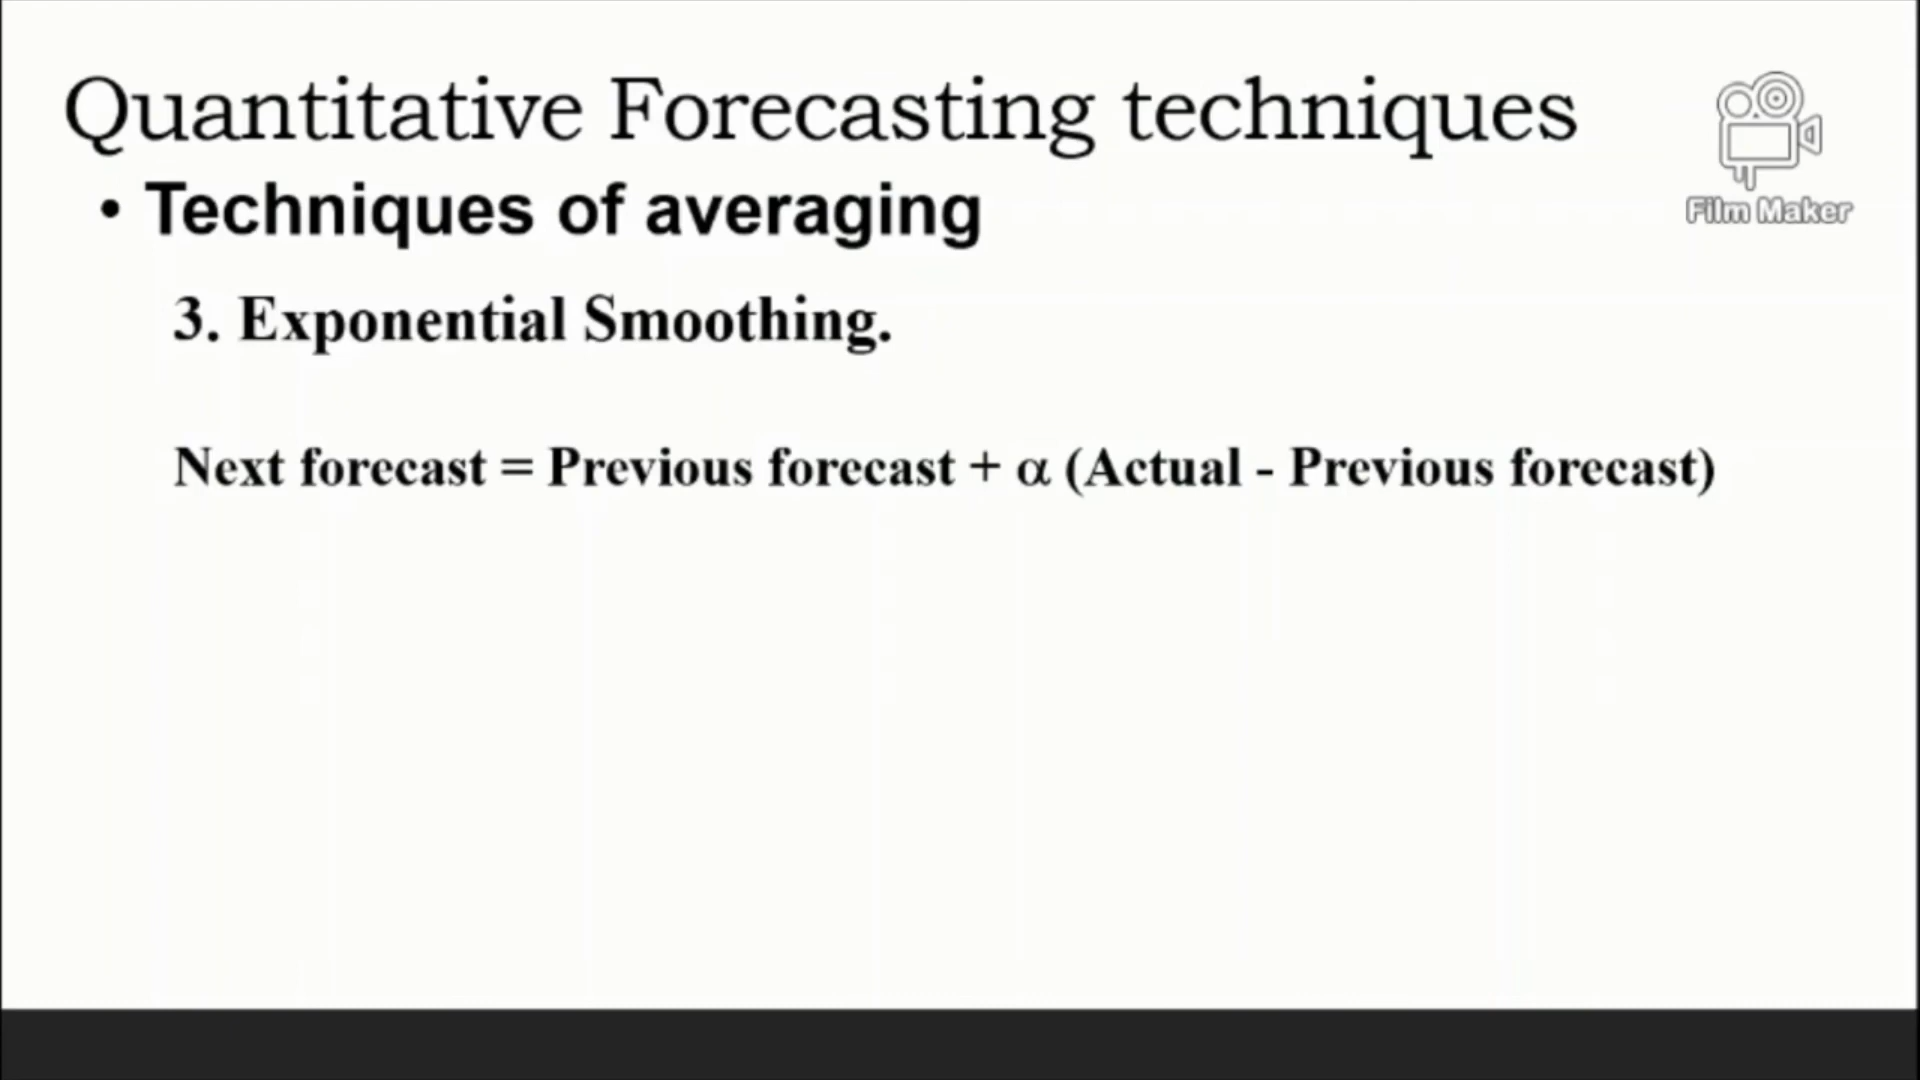 Quantitative Forecasting techniques
• Techniques of averaging
3. Exponential Smoothing.
Next forecast = Previous forecast + α (Actual - Previous forecast)
Film Maker